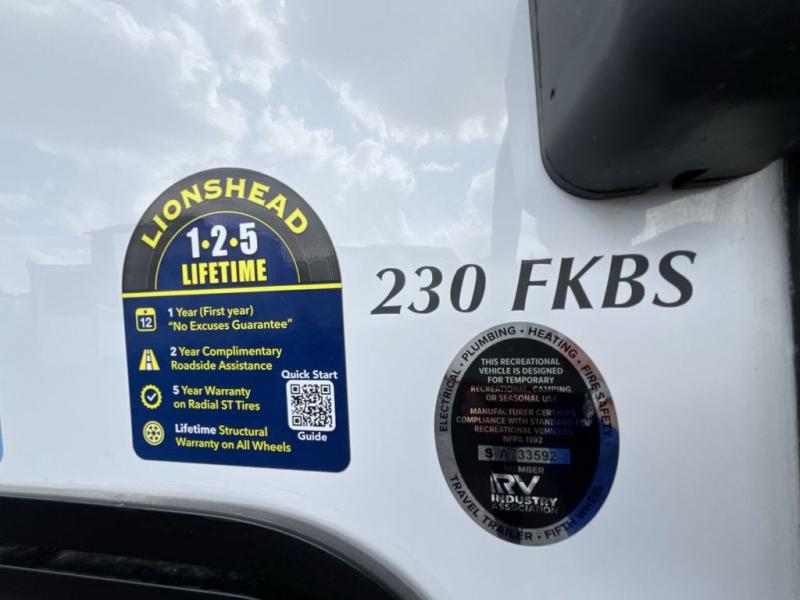 LIONSHEAD
1•2•5
LIFETIME
12
1 Year (First year)
"No Excuses Guarantee"
2 Year Complimentary
Roadside Assistance
5 Year Warranty
on Radial ST Tires
Lifetime Structural
Warranty on All Wheels
Quick Start
Guide
230 FKBS
ELECTRICAL • PLUMBING • HEATING • FIRE SAFETY
THIS RECREATIONAL
VEHICLE IS DESIGNED
FOR TEMPORARY
RECREATIONAL, CAMPING,
OR SEASONAL USE
MANUFACTURER CERTIFIES
COMPLIANCE WITH STANDARD FOR
RECREATIONAL VEHICLES
NFPA 1192
S A733592
MEMBER
RV
INDUSTRY
ASSOCIATION
TRAVEL TRAILER • FIFTH WHEEL